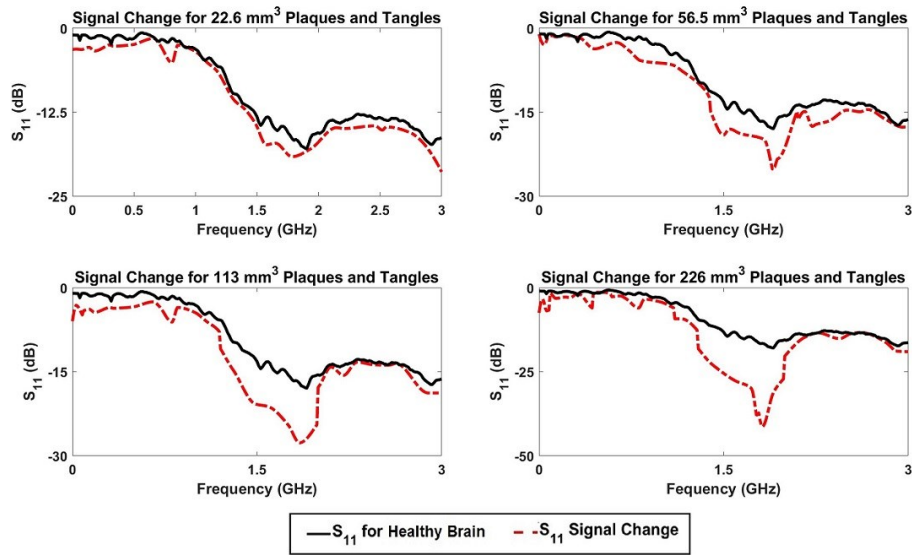 Signal Change for 22.6 mm³ Plaques and Tangles
0
-12.5
-25
S₁₁ (dB)
0 0.5 1 1.5 2 2.5 3
Frequency (GHz)
Signal Change for 56.5 mm³ Plaques and Tangles
0
-15
-30
S₁₁ (dB)
0 1.5 3
Frequency (GHz)
Signal Change for 113 mm³ Plaques and Tangles
0
-15
-30
S₁₁ (dB)
0 1.5 3
Frequency (GHz)
Signal Change for 226 mm³ Plaques and Tangles
0
-25
-50
S₁₁ (dB)
0 1.5 3
Frequency (GHz)
S₁₁ for Healthy Brain
S₁₁ Signal Change